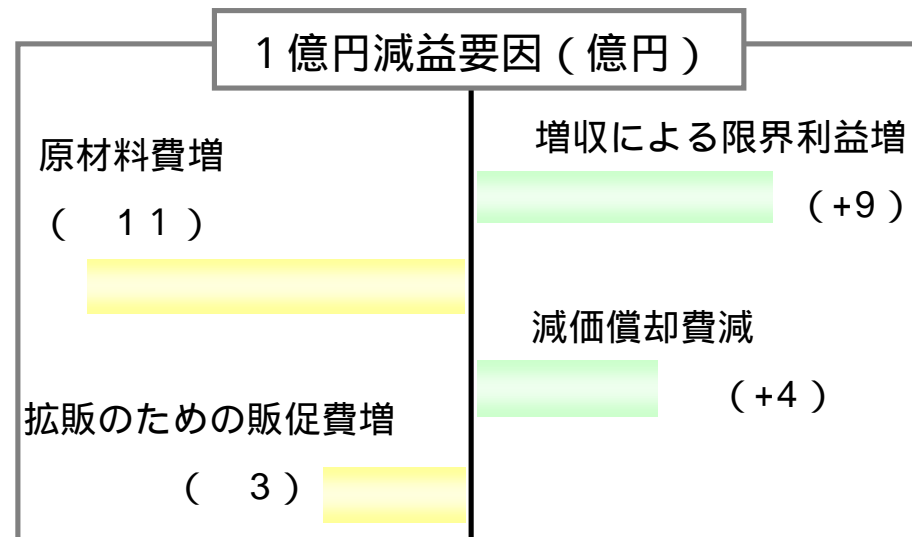 1億円減益要因（億円）
増収による限界利益増
（+9）
原材料費増
（　11）
減価償却費減
（+4）
拡販のための販促費増
（　3）